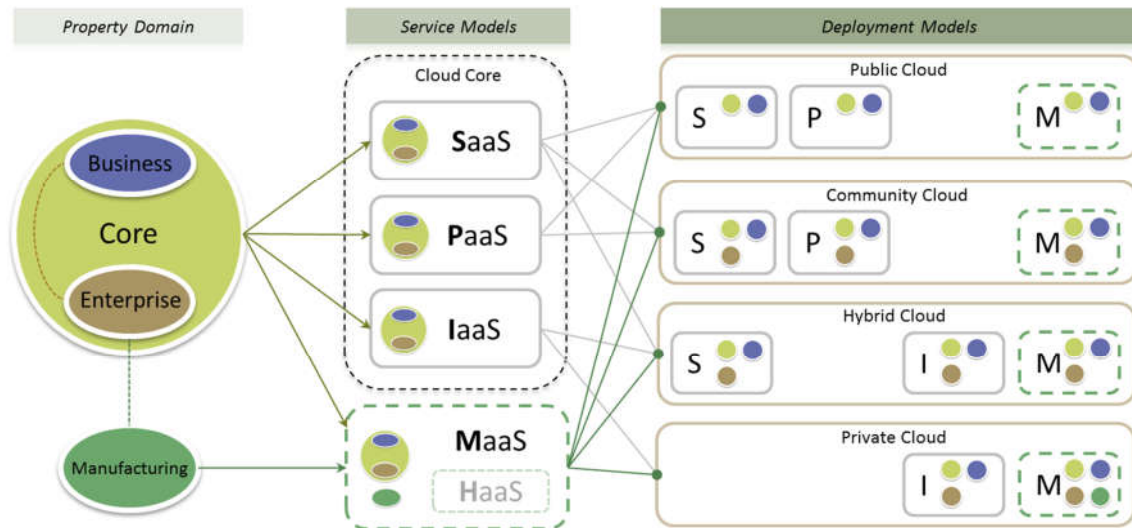 Property Domain
Service Models
Deployment Models
Business
Core
Enterprise
Manufacturing
Cloud Core
SaaS
PaaS
IaaS
MaaS
HaaS
Public Cloud
S
P
M
Community Cloud
S
P
M
Hybrid Cloud
S
I
M
Private Cloud
I
M